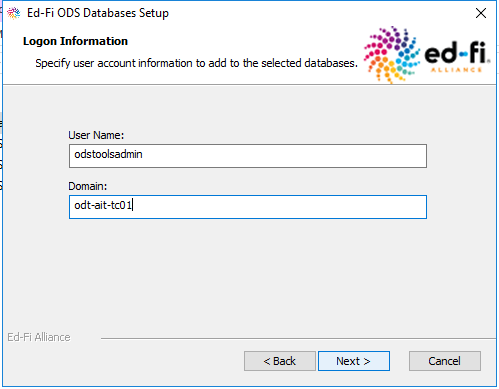 Ed-Fi ODS Databases Setup
Logon Information
Specify user account information to add to the selected databases.
ed-fi
ALLIANCE
User Name:
odstoolsadmin
Domain:
odt-ait-tc01
Ed-Fi Alliance
< Back
Next >
Cancel